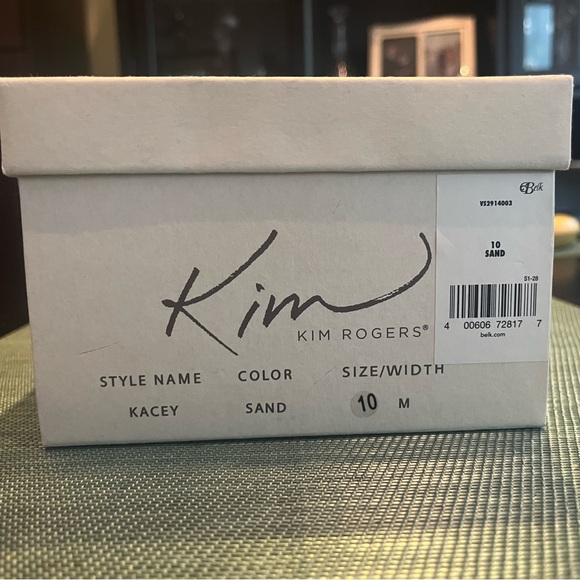 Belk
VS2914003
10
SAND
S1-28
4 00606 72817 7
belk.com
Kim
KIM ROGERS®
STYLE NAME COLOR SIZE/WIDTH
KACEY SAND 10 M